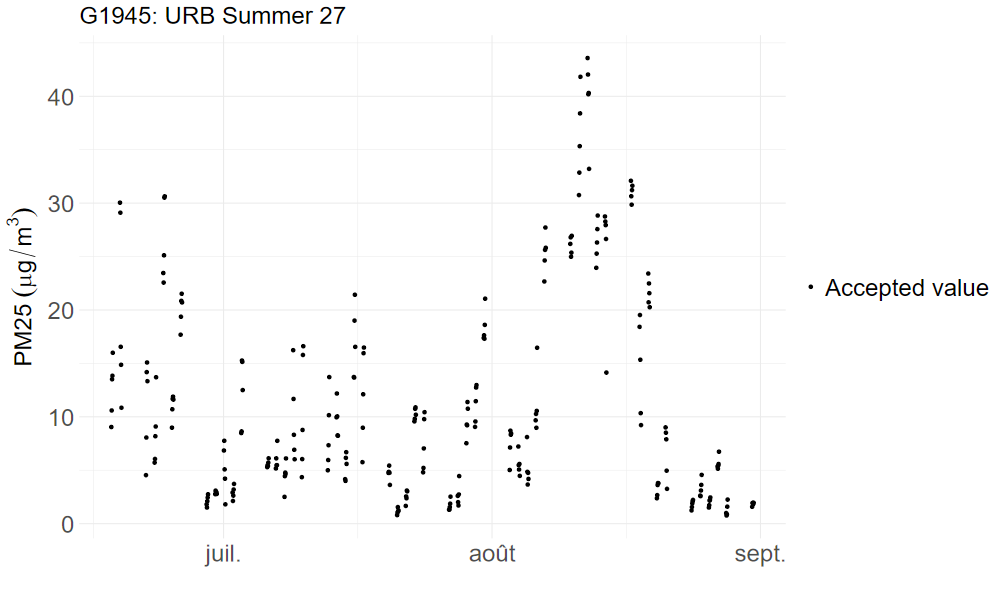 G1945: URB Summer 27
PM25 (μg/m³)
40
30
20
10
0
juil.
août
sept.
Accepted value